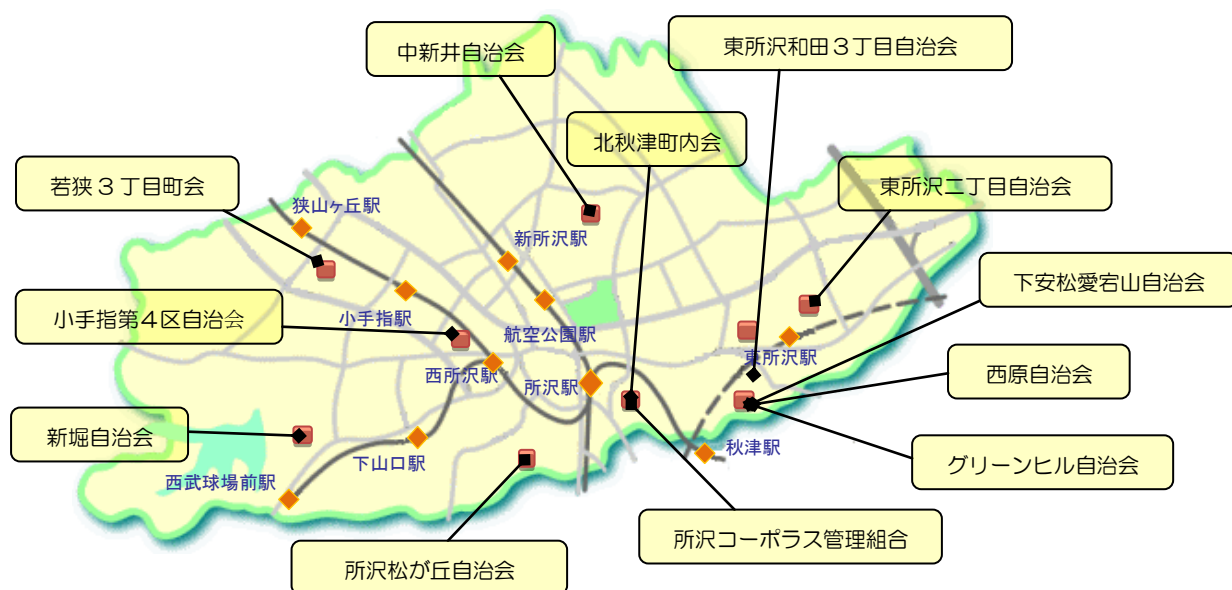 中新井自治会
東所沢和田３丁目自治会
北秋津町内会
若狭３丁目町会
東所沢二丁目自治会
狭山ヶ丘駅
新所沢駅
下安松愛宕山自治会
小手指第４区自治会
小手指駅
航空公園駅
東所沢駅
西所沢駅
所沢駅
西原自治会
新堀自治会
下山口駅
秋津駅
グリーンヒル自治会
西武球場前駅
所沢コーポラス管理組合
所沢松が丘自治会